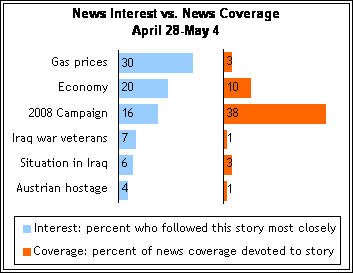 News Interest vs. News Coverage
April 28-May 4
Gas prices 30 3
Economy 20 10
2008 Campaign 16 38
Iraq war veterans 7 1
Situation in Iraq 6 3
Austrian hostage 4 1
Interest: percent who followed this story most closely
Coverage: percent of news coverage devoted to story